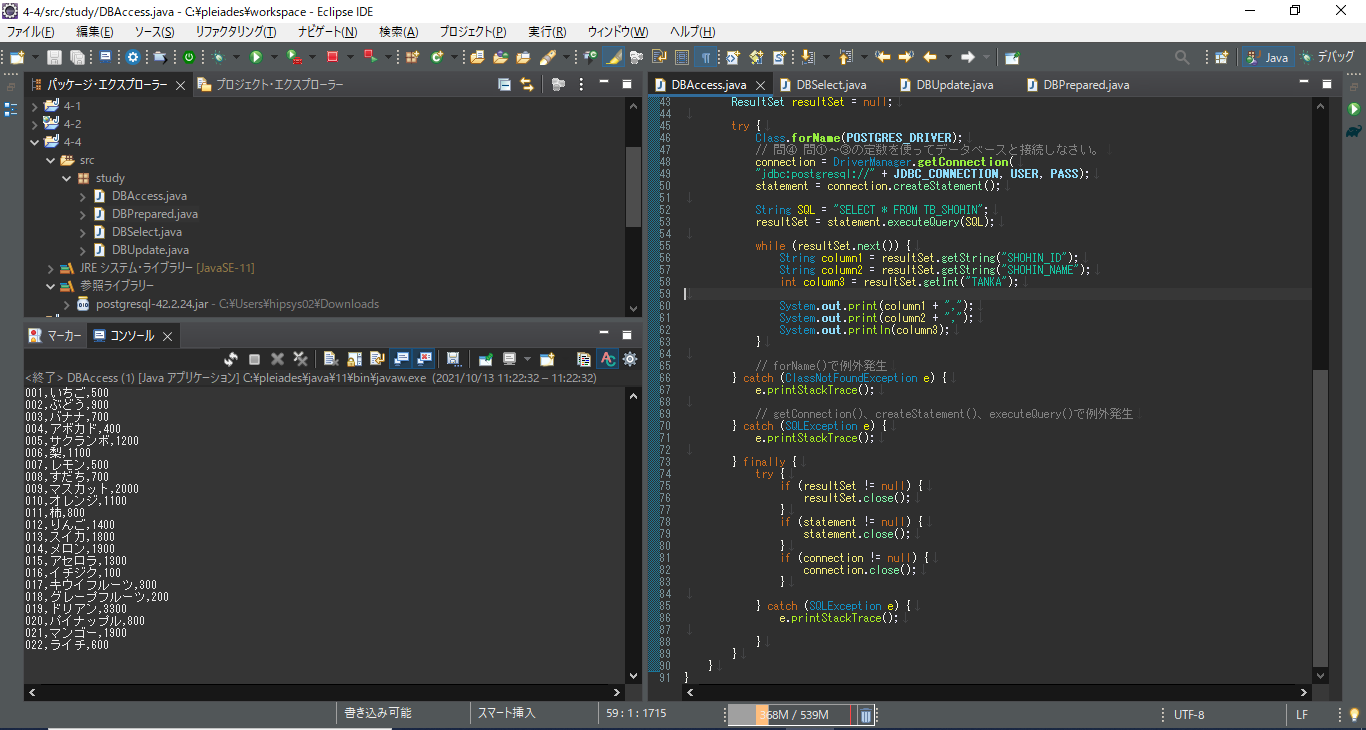 4-4/src/study/DBAccess.java - C:¥pleiades¥workspace - Eclipse IDE
ファイル(F) 編集(E) ソース(S) リファクタリング(T) ナビゲート(N) 検索(A) プロジェクト(P) 実行(R) ウィンドウ(W) ヘルプ(H)
Java デバッグ
パッケージ・エクスプローラー プロジェクト・エクスプローラー
4-1
4-2
4-4
src
study
DBAccess.java
DBPrepared.java
DBSelect.java
DBUpdate.java
JRE システム・ライブラリー [JavaSE-11]
参照ライブラリー
postgresql-42.2.24.jar - C:¥Users¥hipsys02¥Downloads
マーカー コンソール
<終了> DBAccess (1) [Java アプリケーション] C:¥pleiades¥java¥11¥bin¥javaw.exe (2021/10/13 11:22:32 – 11:22:32)
001,いちご,500
002,ぶどう,900
003,バナナ,700
004,アボカド,400
005,サクランボ,1200
006,梨,1100
007,レモン,500
008,すだち,700
009,マスカット,2000
010,オレンジ,1100
011,柿,800
012,りんご,1400
013,スイカ,1800
014,メロン,1900
015,アセロラ,1300
016,イチジク,100
017,キウイフルーツ,300
018,グレープフルーツ,200
019,ドリアン,3300
020,パイナップル,800
021,マンゴー,1900
022,ライチ,600
DBAccess.java DBSelect.java DBUpdate.java DBPrepared.java
43 ResultSet resultSet = null;
44
45 try {
46 Class.forName(POSTGRES_DRIVER);
47 // 問④ 問①～③の定数を使ってデータベースと接続しなさい。
48 connection = DriverManager.getConnection(
49 "jdbc:postgresql://" + JDBC_CONNECTION, USER, PASS);
50 statement = connection.createStatement();
51
52 String SQL = "SELECT * FROM TB_SHOHIN";
53 resultSet = statement.executeQuery(SQL);
54
55 while (resultSet.next()) {
56 String column1 = resultSet.getString("SHOHIN_ID");
57 String column2 = resultSet.getString("SHOHIN_NAME");
58 int column3 = resultSet.getInt("TANKA");
59
60 System.out.print(column1 + ",");
61 System.out.print(column2 + ",");
62 System.out.println(column3);
63 }
64
65 // forName()で例外発生
66 } catch (ClassNotFoundException e) {
67 e.printStackTrace();
68
69 // getConnection()、createStatement()、executeQuery()で例外発生
70 } catch (SQLException e) {
71 e.printStackTrace();
72
73 } finally {
74 try {
75 if (resultSet != null) {
76 resultSet.close();
77 }
78 if (statement != null) {
79 statement.close();
80 }
81 if (connection != null) {
82 connection.close();
83 }
84
85 } catch (SQLException e) {
86 e.printStackTrace();
87
88 }
89 }
90 }
91 }
書き込み可能 スマート挿入 59 : 1 : 1715 368M / 539M UTF-8 LF